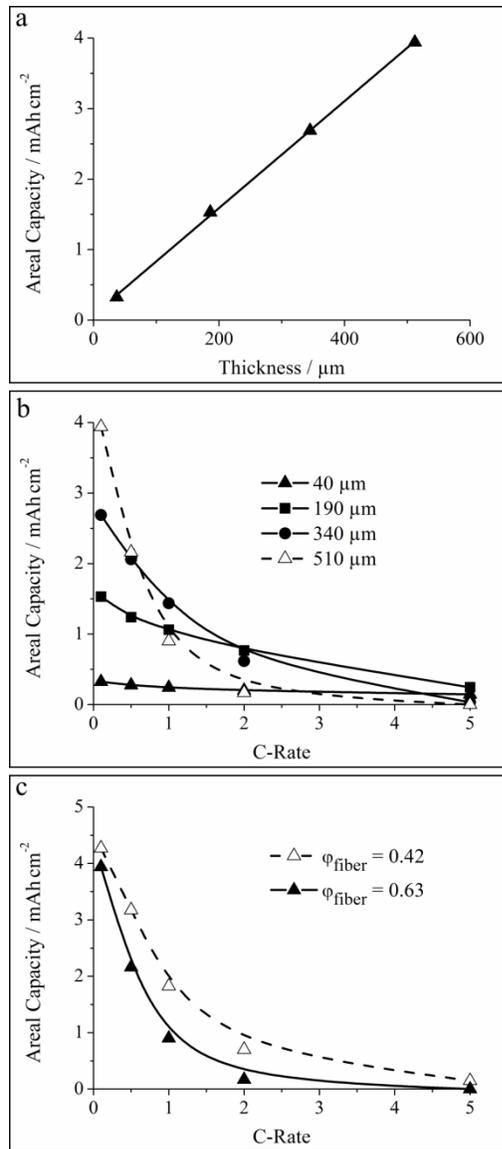 a
Areal Capacity / mAh cm⁻²
4
3
2
1
0
0 200 400 600
Thickness / µm
b
Areal Capacity / mAh cm⁻²
4
3
2
1
0
40 µm
190 µm
340 µm
510 µm
0 1 2 3 4 5
C-Rate
c
Areal Capacity / mAh cm⁻²
5
4
3
2
1
0
φfiber = 0.42
φfiber = 0.63
0 1 2 3 4 5
C-Rate